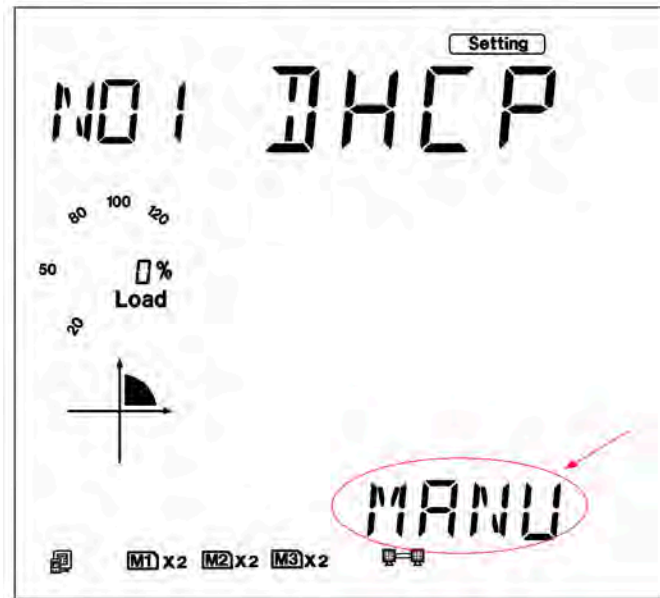 Setting
N01 DHCP
80 100 120
50 0%
Load
20
MANU
M1 X2 M2 X2 M3 X2